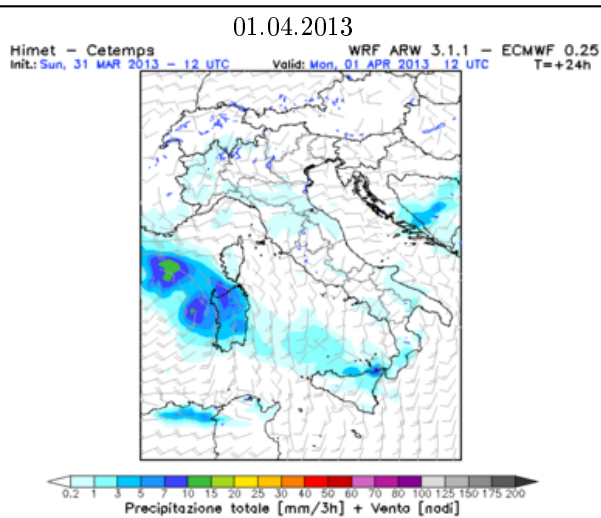 01.04.2013
Himet - Cetemps WRF ARW 3.1.1 - ECMWF 0.25
Init.: Sun, 31 MAR 2013 - 12 UTC Valid: Mon, 01 APR 2013 12 UTC T=+24h
0.2 1 3 5 7 10 15 20 25 30 40 50 60 70 80 100 125 150 175 200
Precipitazione totale [mm/3h] + Vento [nodi]